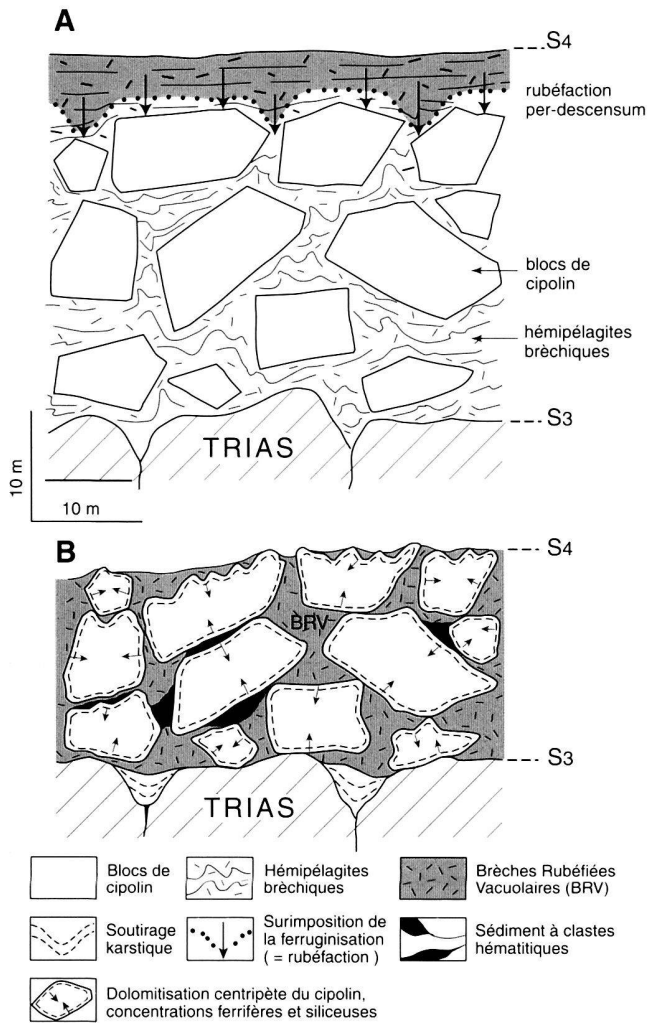 A
S4
rubéfaction
per-descensum
blocs de
cipolin
hémipélagites
brèchiques
S3
TRIAS
10 m
10 m
B
S4
BRV
S3
TRIAS
Blocs de
cipolin
Hémipélagites
brèchiques
Brèches Rubéfiées
Vacuolaires (BRV)
Soutirage
karstique
Surimposition de
la ferruginisation
( = rubéfaction )
Sédiment à clastes
hématitiques
Dolomitisation centripète du cipolin,
concentrations ferrifères et siliceuses